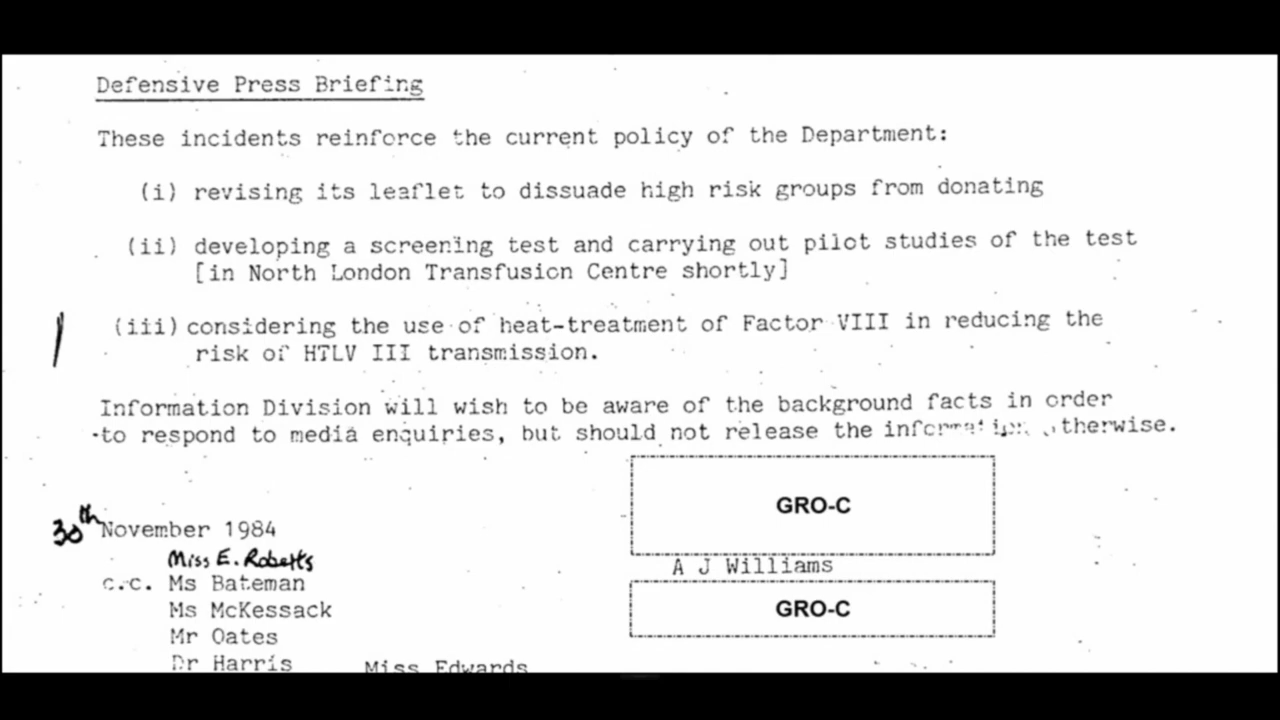 Defensive Press Briefing
These incidents reinforce the current policy of the Department:
(i) revising its leaflet to dissuade high risk groups from donating
(ii) developing a screening test and carrying out pilot studies of the test
[in North London Transfusion Centre shortly]
(iii) considering the use of heat-treatment of Factor VIII in reducing the
risk of HTLV III transmission.
Information Division will wish to be aware of the background facts in order
to respond to media enquiries, but should not release the information otherwise.
GRO-C
30th November 1984
Miss E. Roberts
A J Williams
c.c. Ms Bateman
GRO-C
Ms McKessack
Mr Oates
Dr Harris Miss Edwards